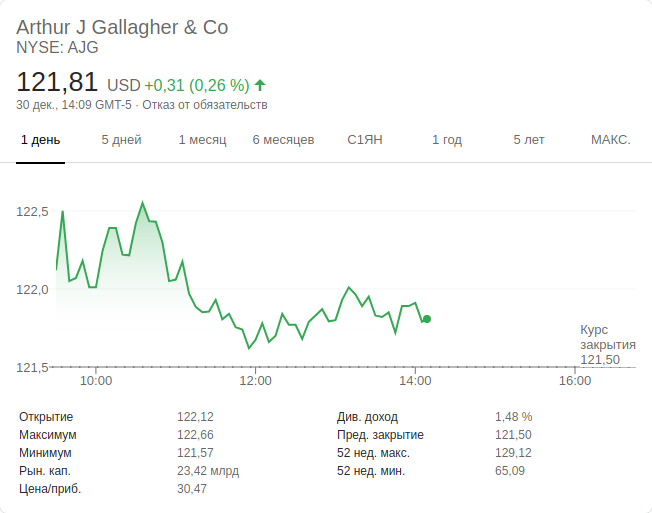 Arthur J Gallagher & Co
NYSE: AJG
121,81 USD +0,31 (0,26 %)
30 дек., 14:09 GMT-5 · Отказ от обязательств
1 день 5 дней 1 месяц 6 месяцев С1ЯН 1 год 5 лет МАКС.
122,5
122,0
Курс
закрытия
121,50
121,5
10:00 12:00 14:00 16:00
Открытие 122,12 Див. доход 1,48 %
Максимум 122,66 Пред. закрытие 121,50
Минимум 121,57 52 нед. макс. 129,12
Рын. кап. 23,42 млрд 52 нед. мин. 65,09
Цена/приб. 30,47